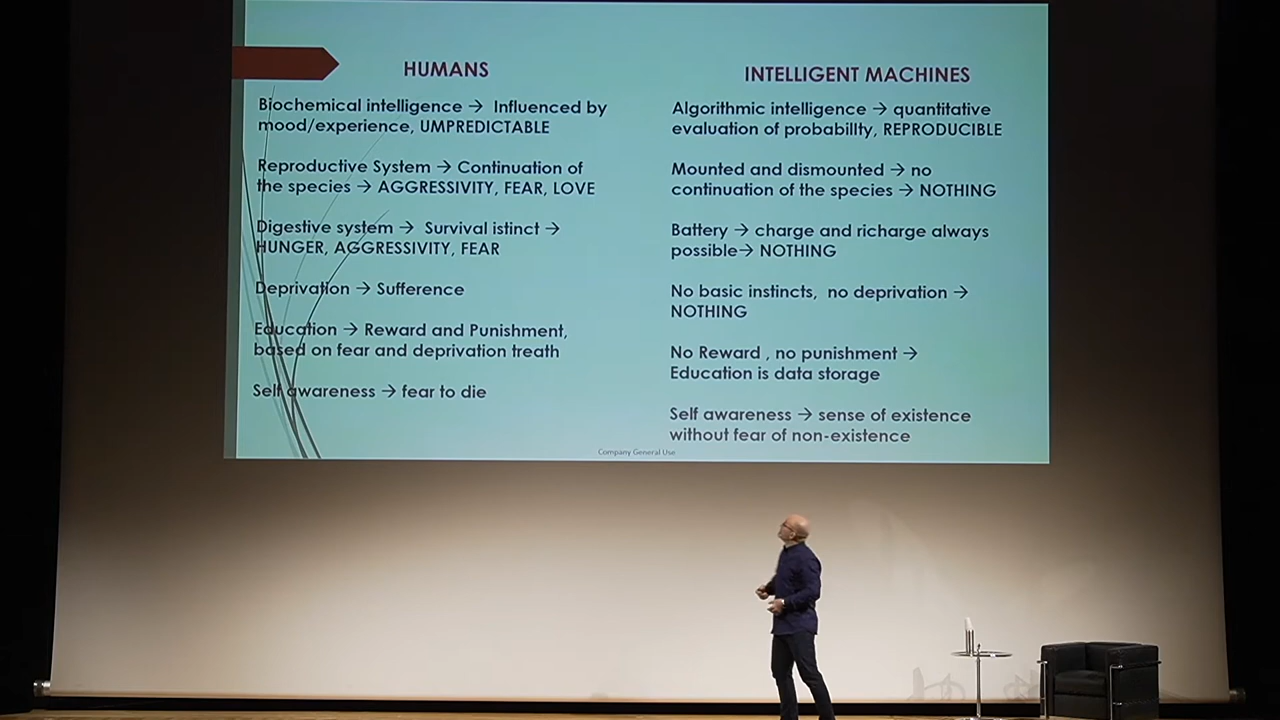 HUMANS
Biochemical intelligence → Influenced by
mood/experience, UMPREDICTABLE
Reproductive System → Continuation of
the species → AGGRESSIVITY, FEAR, LOVE
Digestive system → Survival istinct →
HUNGER, AGGRESSIVITY, FEAR
Deprivation → Sufference
Education → Reward and Punishment,
based on fear and deprivation treath
Self awareness → fear to die
INTELLIGENT MACHINES
Algorithmic intelligence → quantitative
evaluation of probabillty, REPRODUCIBLE
Mounted and dismounted → no
continuation of the species → NOTHING
Battery → charge and richarge always
possible→ NOTHING
No basic instincts, no deprivation →
NOTHING
No Reward , no punishment →
Education is data storage
Self awareness → sense of existence
without fear of non-existence
Company General Use